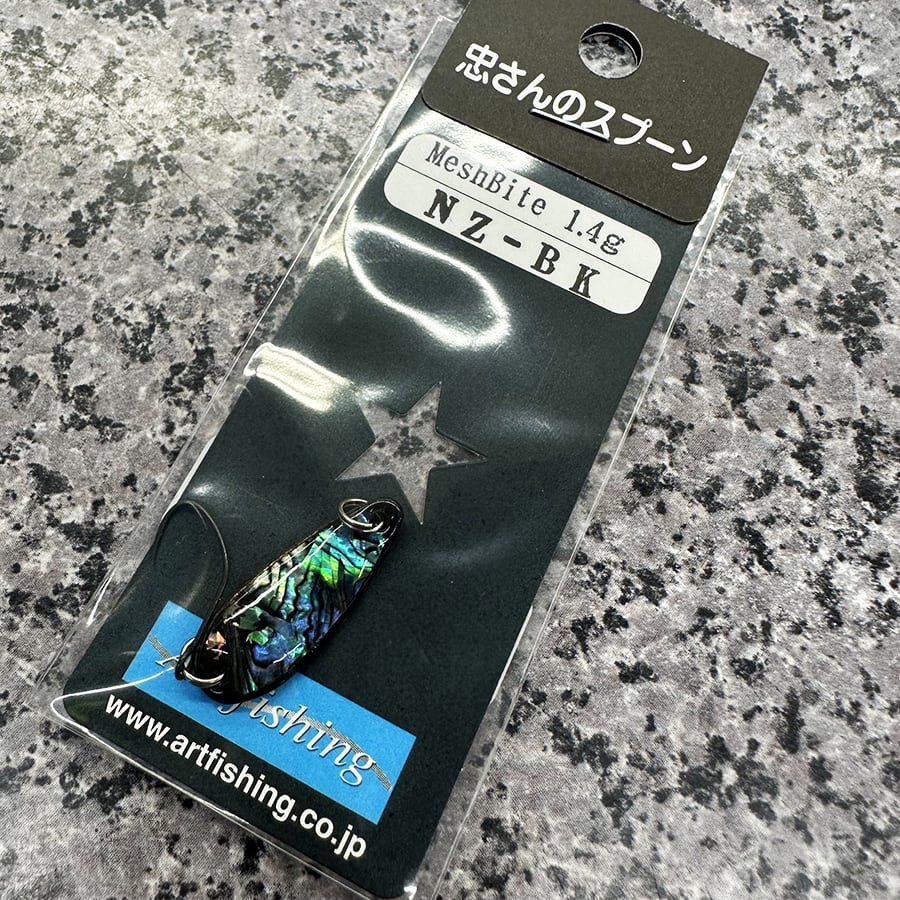 忠さんのスプーン
MeshBite 1.4g
NZ-BK
fishing
www.artfishing.co.jp